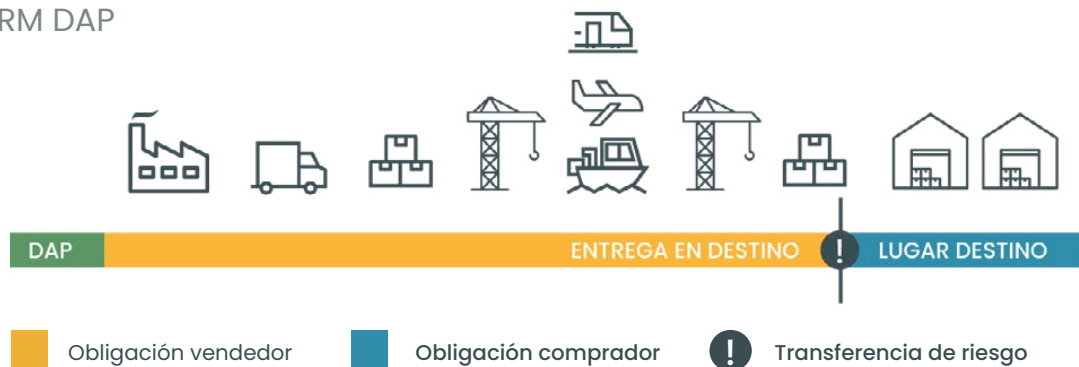 RM DAP
DAP
ENTREGA EN DESTINO
!
LUGAR DESTINO
Obligación vendedor
Obligación comprador
!
Transferencia de riesgo